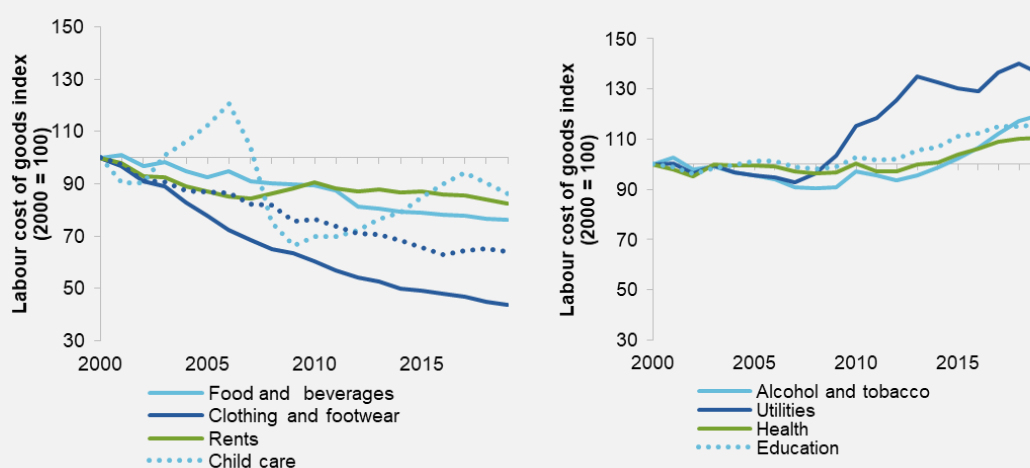 150
130
110
90
70
50
30
Labour cost of goods index
(2000 = 100)
2000
2005
2010
2015
Food and beverages
Clothing and footwear
Rents
Child care
150
130
110
90
70
50
30
Labour cost of goods index
(2000 = 100)
2000
2005
2010
2015
Alcohol and tobacco
Utilities
Health
Education